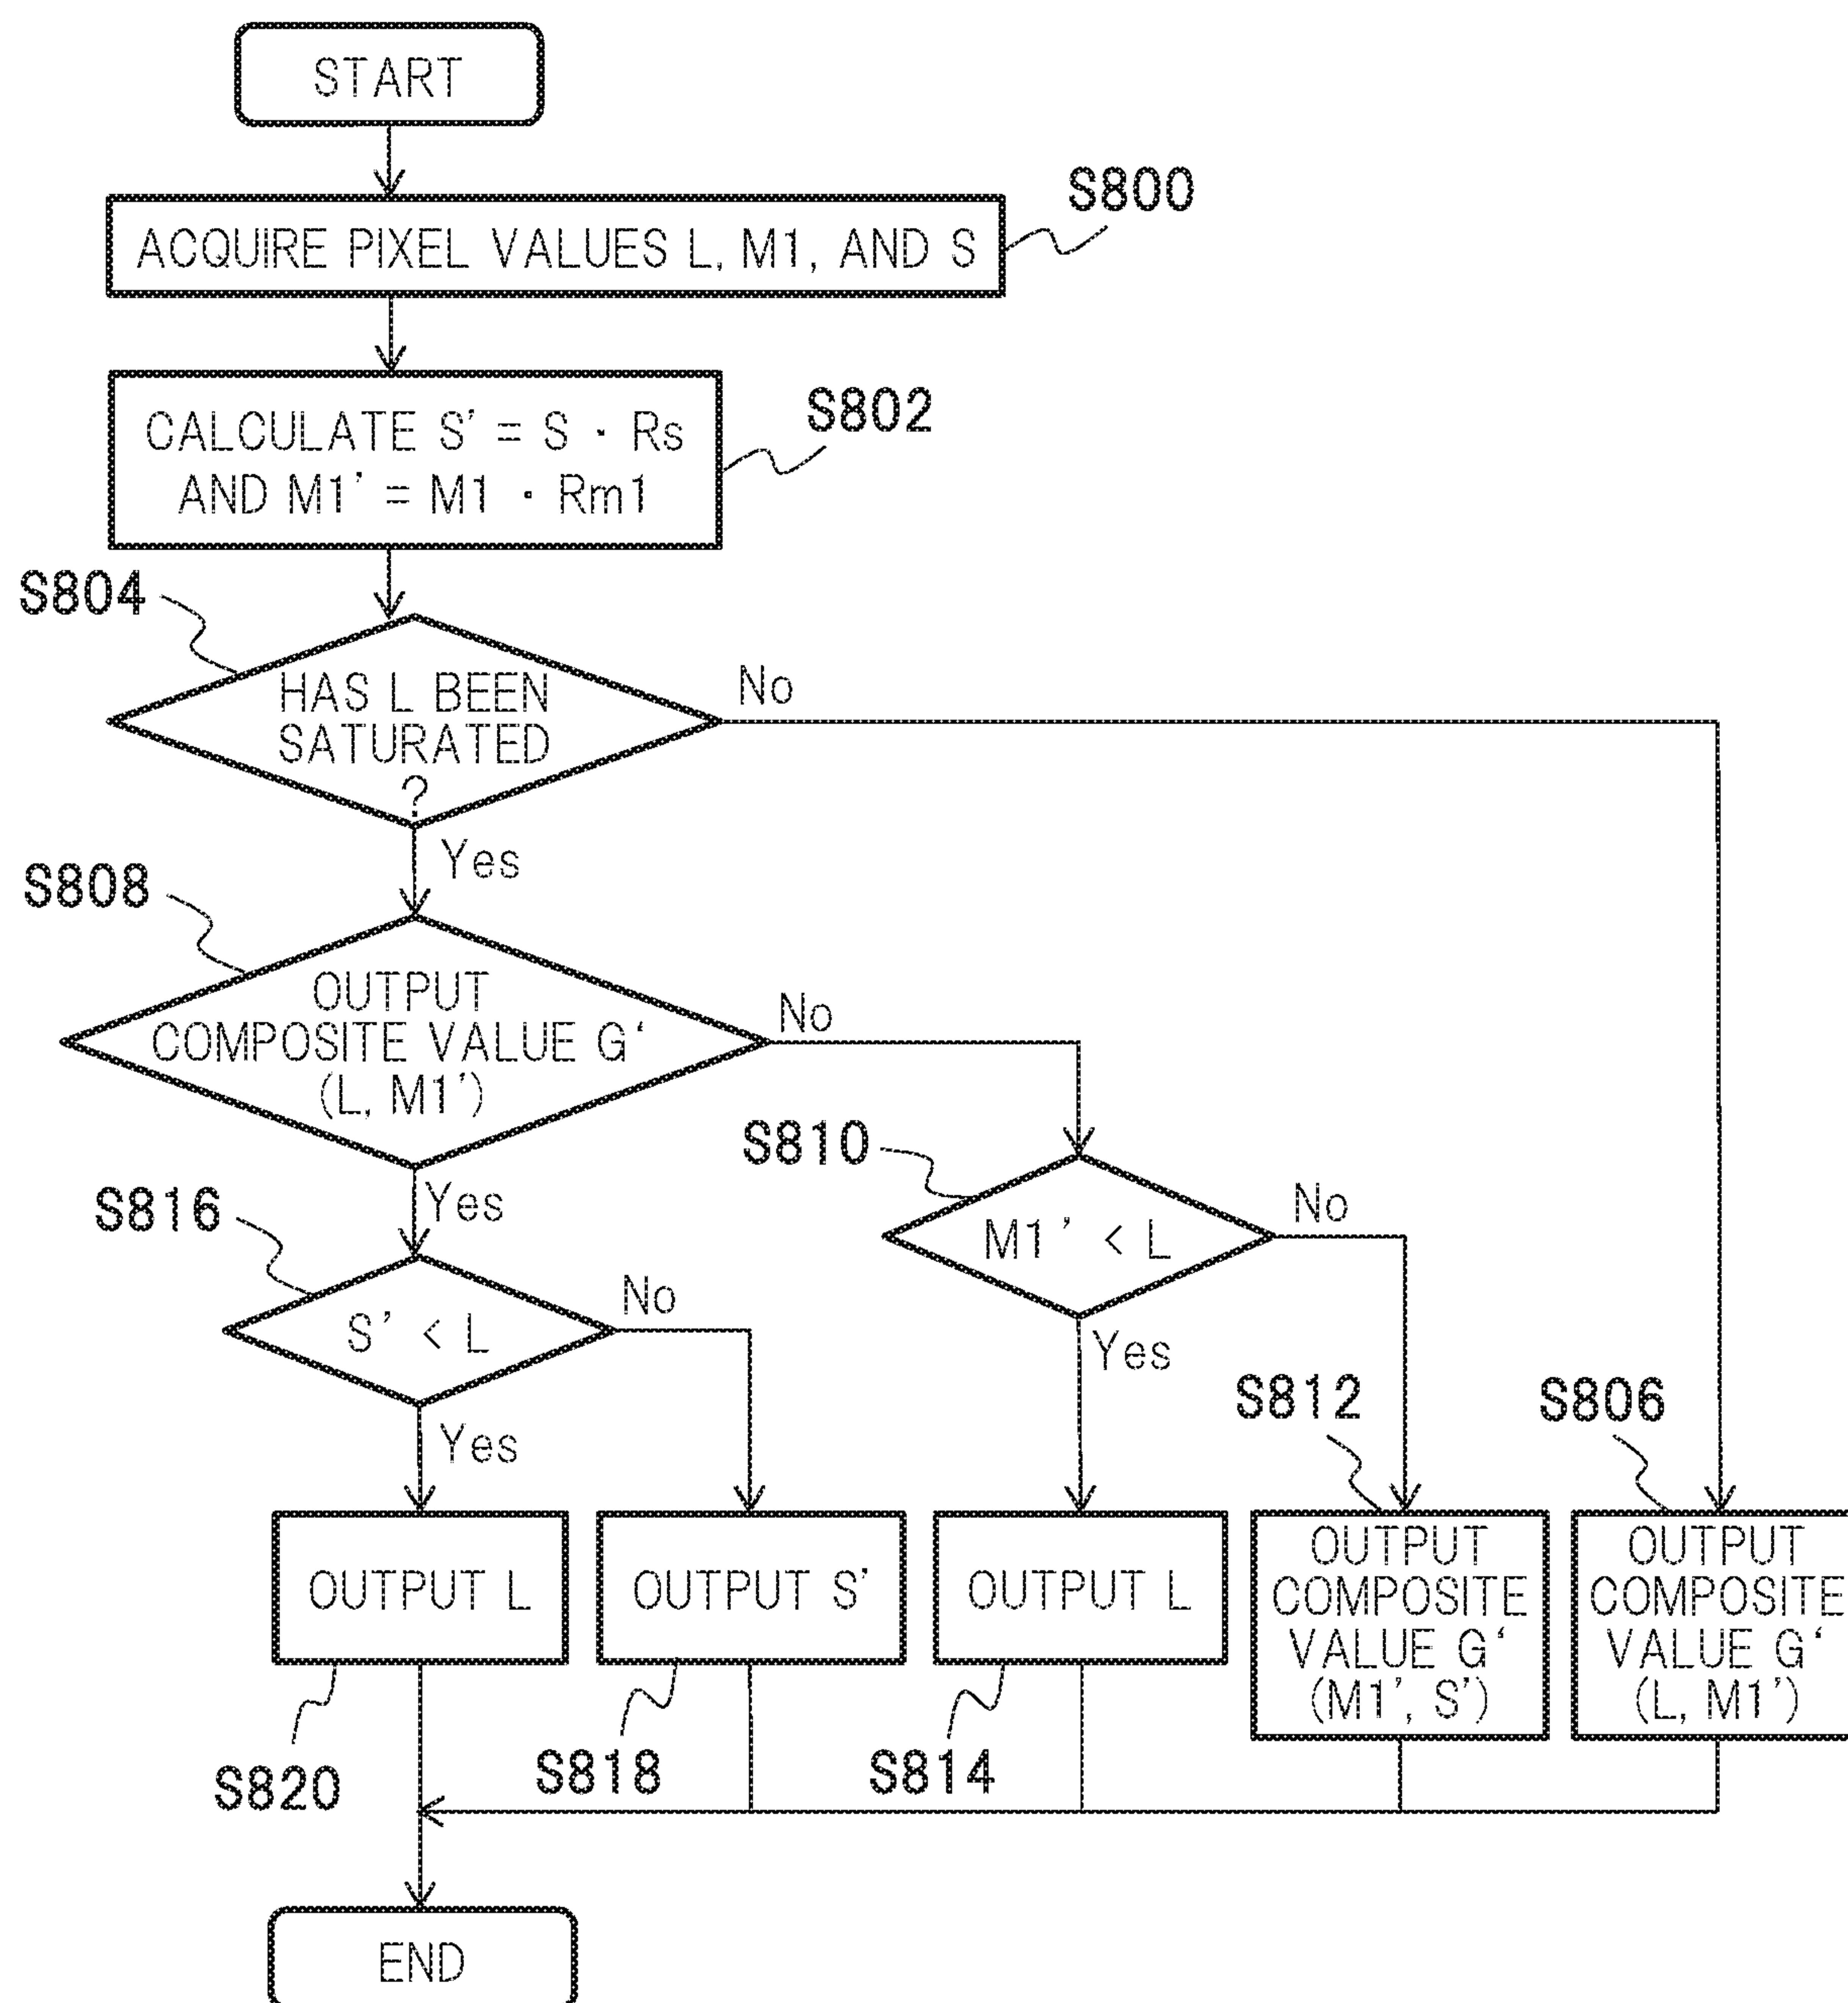 START
S800
ACQUIRE PIXEL VALUES L, M1, AND S
S802
CALCULATE S' = S · Rs
AND M1' = M1 · Rm1
S804
HAS L BEEN
SATURATED
?
No
Yes
S808
OUTPUT
COMPOSITE VALUE G‘
(L, M1')
No
Yes
S810
M1' < L
No
Yes
S816
S' < L
No
Yes
S812
S806
OUTPUT L
OUTPUT S'
OUTPUT L
OUTPUT
COMPOSITE
VALUE G‘
(M1', S')
OUTPUT
COMPOSITE
VALUE G‘
(L, M1')
S820
S818
S814
END